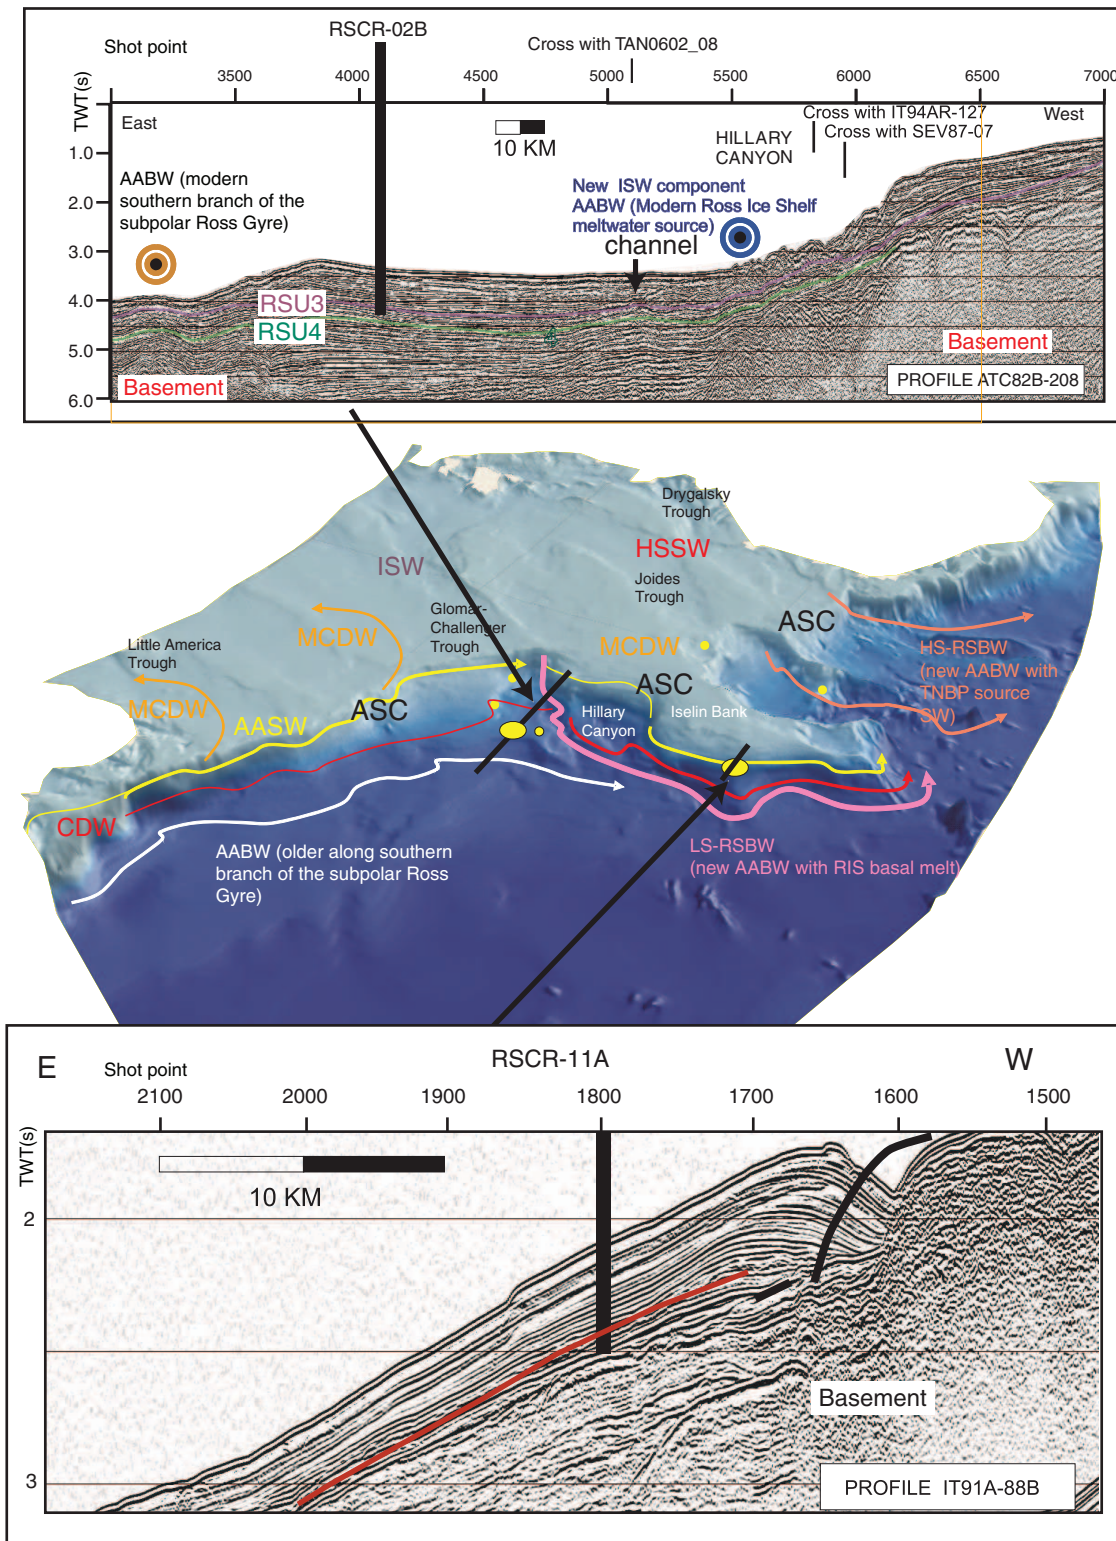 RSCR-02B
Shot point
Cross with TAN0602_08
3500 4000 4500 5000 5500 6000 6500 7000
TWT(s)
East
Cross with IT94AR-127
West
Cross with SEV87-07
HILLARY
CANYON
10 KM
1.0
2.0
3.0
4.0
5.0
6.0
AABW (modern
southern branch of the
subpolar Ross Gyre)
New ISW component
AABW (Modern Ross Ice Shelf
meltwater source)
channel
RSU3
RSU4
Basement
Basement
PROFILE ATC82B-208
Drygalsky
Trough
HSSW
ISW
Joides
Trough
Glomar-
Challenger
Trough
ASC
MCDW
Little America
Trough
MCDW
HS-RSBW
(new AABW with
TNBP source
SW)
ASC
MCDW
ASC
AASW
Hillary
Canyon
Iselin Bank
CDW
AABW (older along southern
branch of the subpolar Ross
Gyre)
LS-RSBW
(new AABW with RIS basal melt)
E
Shot point
RSCR-11A
W
2100 2000 1900 1800 1700 1600 1500
TWT(s)
10 KM
2
3
Basement
PROFILE IT91A-88B